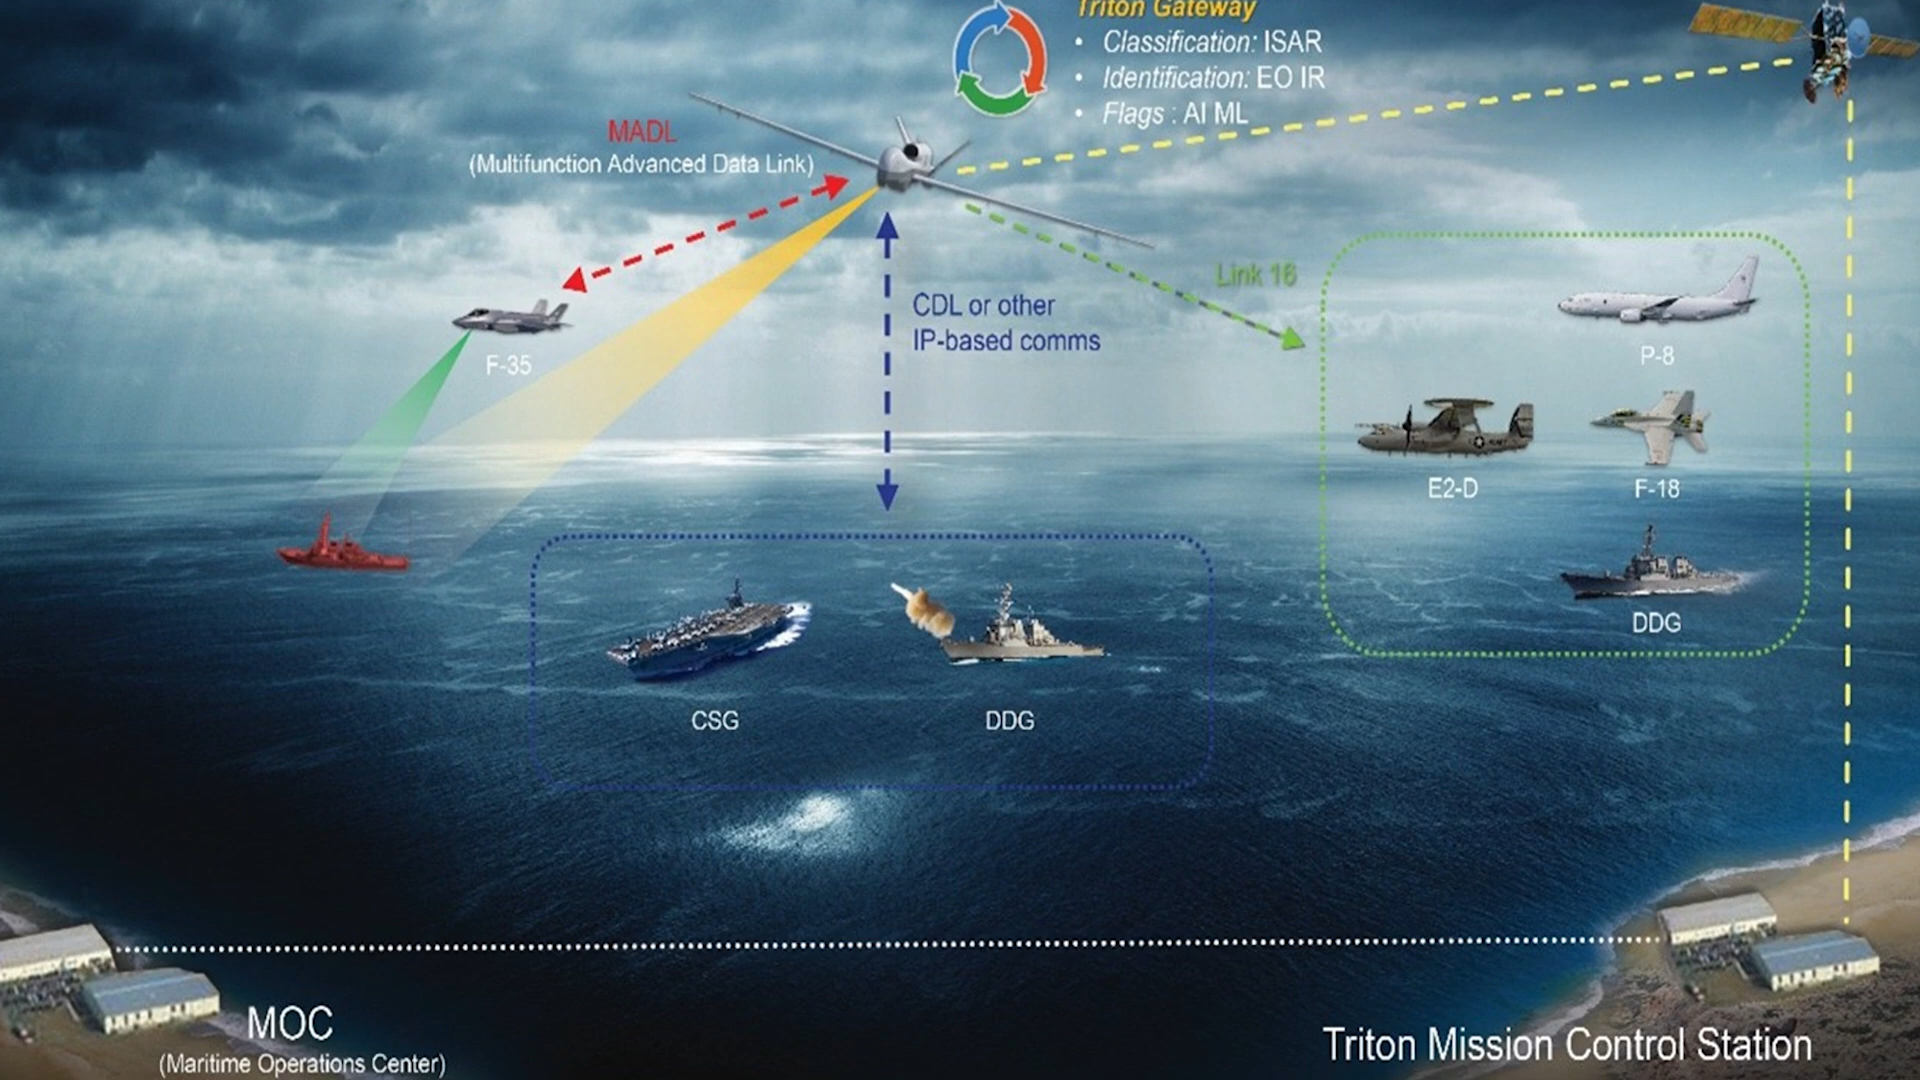 Triton Gateway
• Classification: ISAR
• Identification: EO IR
• Flags : AI ML
MADL
(Multifunction Advanced Data Link)
Link 16
CDL or other
IP-based comms
F-35
P-8
E2-D
F-18
DDG
CSG
DDG
MOC
(Maritime Operations Center)
Triton Mission Control Station